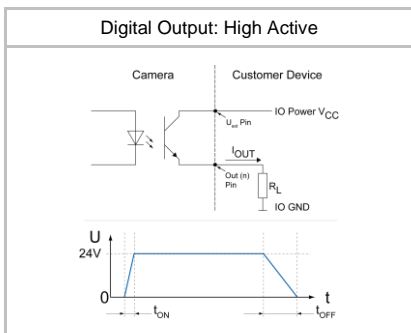 Digital Output: High Active
Camera
Customer Device
IO Power VCC
Uext Pin
IOUT
Out (n)
Pin
RL
IO GND
U
24V
0
t
tON
tOFF